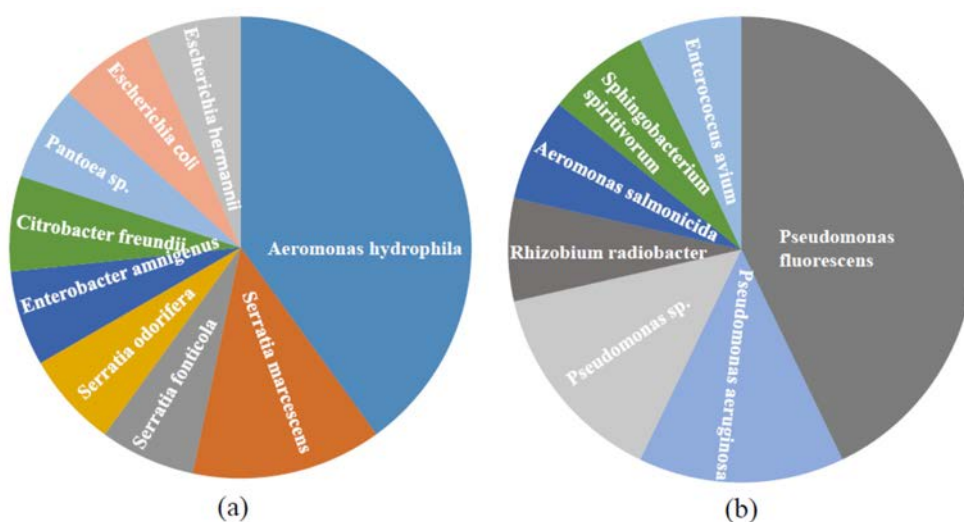 Escherichia hermannii
Escherichia coli
Pantoea sp.
Citrobacter freundii
Enterobacter amnigenus
Serratia odorifera
Serratia fonticola
Serratia marcescens
Aeromonas hydrophila
(a)
Enterococcus avium
Sphingobacterium
spiritivorum
Aeromonas salmonicida
Rhizobium radiobacter
Pseudomonas sp.
Pseudomonas aeruginosa
Pseudomonas
fluorescens
(b)